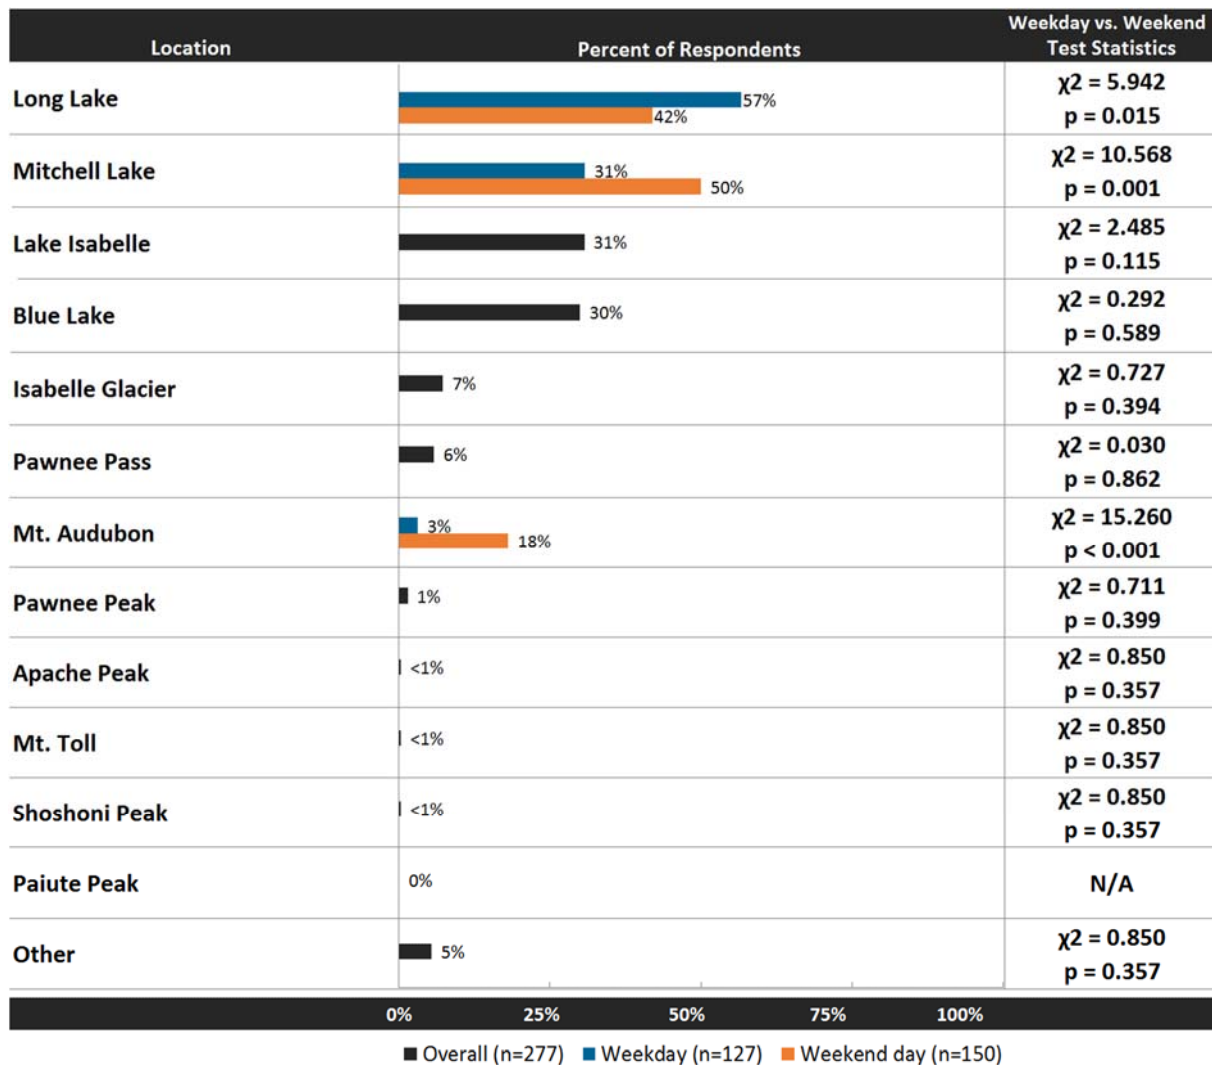 Location
Percent of Respondents
Weekday vs. Weekend
Test Statistics
Long Lake
57%
42%
χ2 = 5.942
p = 0.015
Mitchell Lake
31%
50%
χ2 = 10.568
p = 0.001
Lake Isabelle
31%
χ2 = 2.485
p = 0.115
Blue Lake
30%
χ2 = 0.292
p = 0.589
Isabelle Glacier
7%
χ2 = 0.727
p = 0.394
Pawnee Pass
6%
χ2 = 0.030
p = 0.862
Mt. Audubon
3%
18%
χ2 = 15.260
p < 0.001
Pawnee Peak
1%
χ2 = 0.711
p = 0.399
Apache Peak
<1%
χ2 = 0.850
p = 0.357
Mt. Toll
<1%
χ2 = 0.850
p = 0.357
Shoshoni Peak
<1%
χ2 = 0.850
p = 0.357
Paiute Peak
0%
N/A
Other
5%
χ2 = 0.850
p = 0.357
0% 25% 50% 75% 100%
Overall (n=277) Weekday (n=127) Weekend day (n=150)